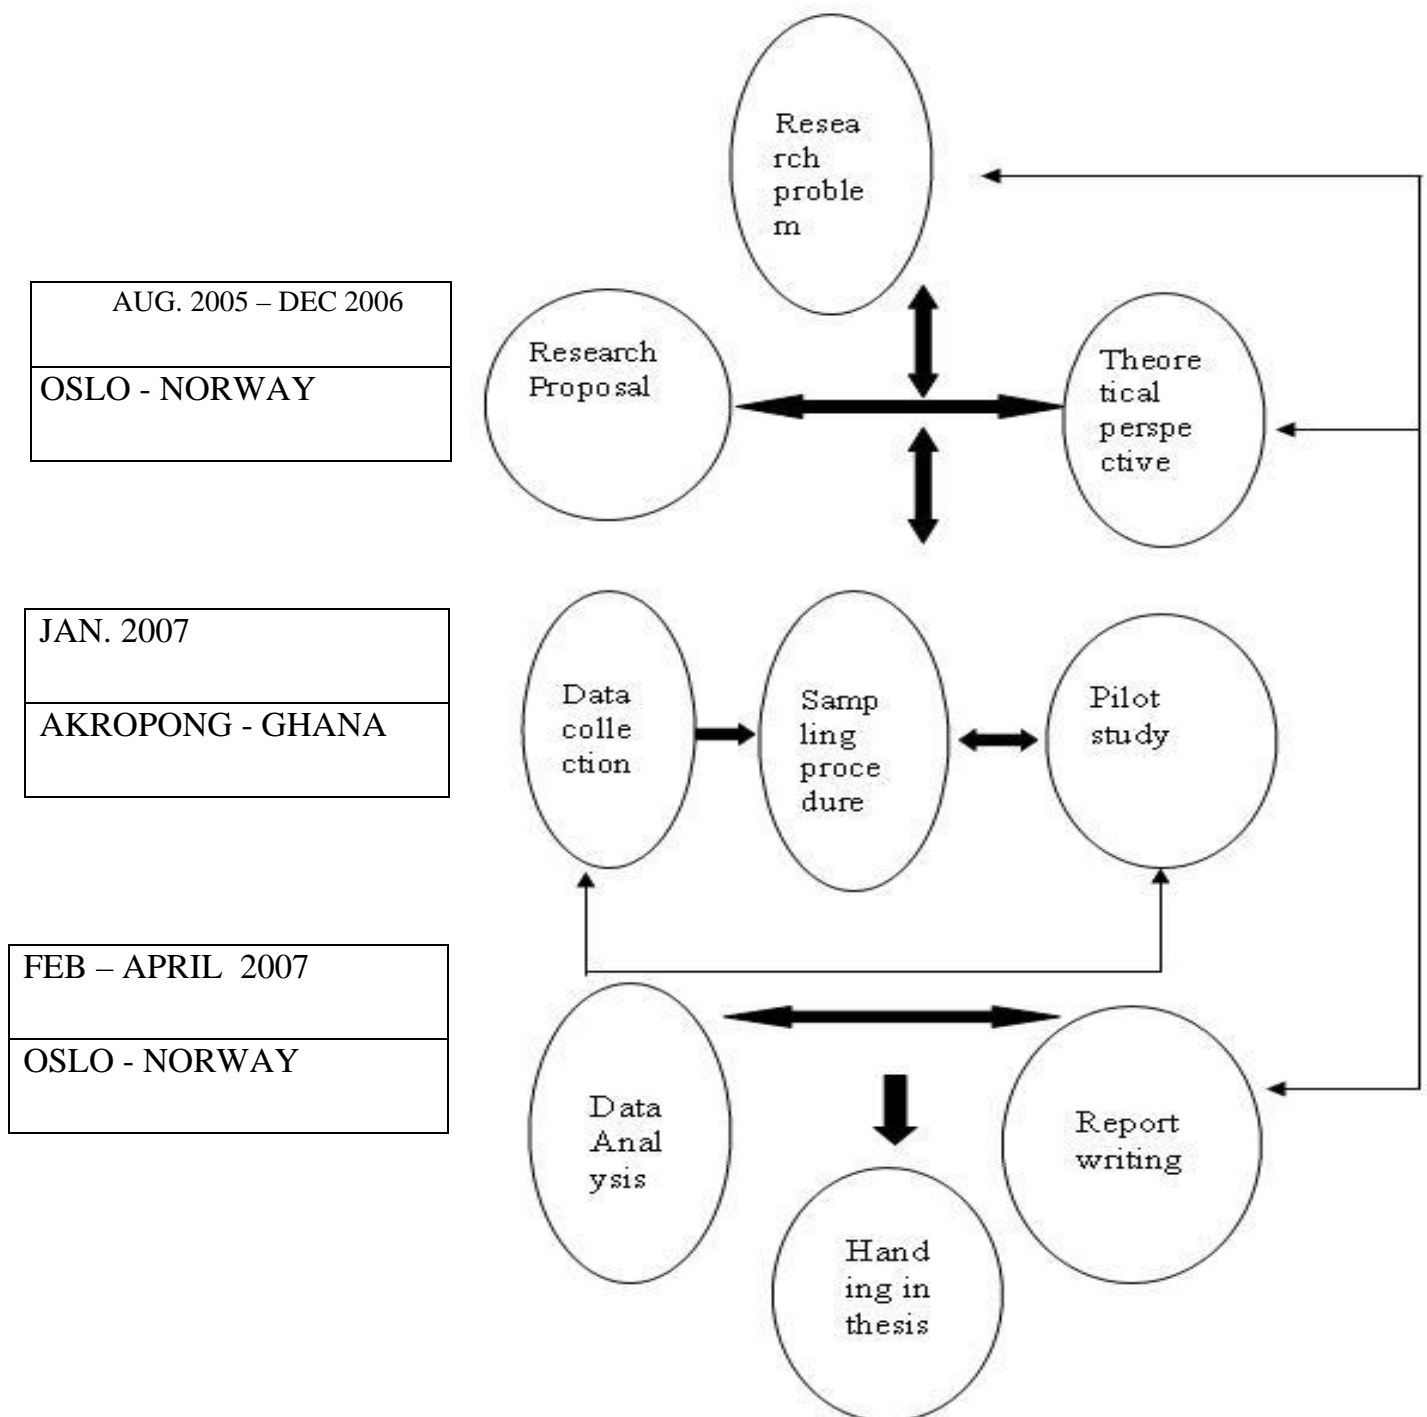 Resea
rch
proble
m
AUG. 2005 – DEC 2006
OSLO - NORWAY
Research
Proposal
Theore
tical
perspe
ctive
JAN. 2007
AKROPONG - GHANA
Data
colle
ction
Samp
ling
proce
dure
Pilot
study
FEB – APRIL 2007
OSLO - NORWAY
Data
Anal
ysis
Report
writing
Hand
ing in
thesis